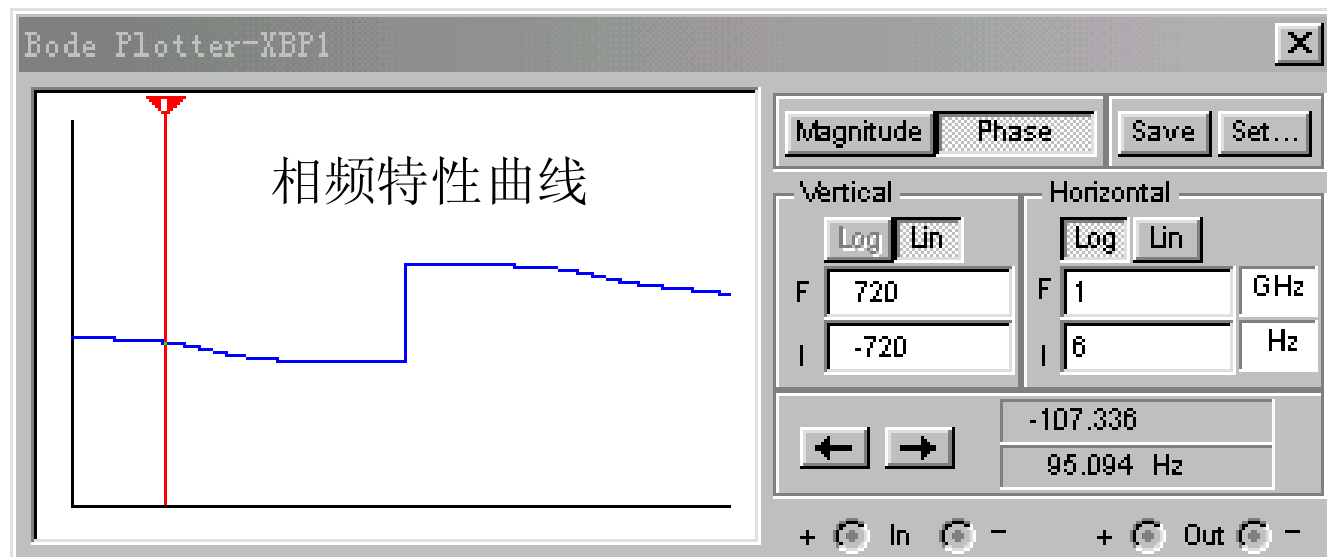 Bode Plotter-XBP1
相频特性曲线
Magnitude Phase Save Set...
Vertical Horizontal
Log Lin Log Lin
F 720 F 1 GHz
I -720 I 6 Hz
-107.336
95.094 Hz
+ In - + Out -